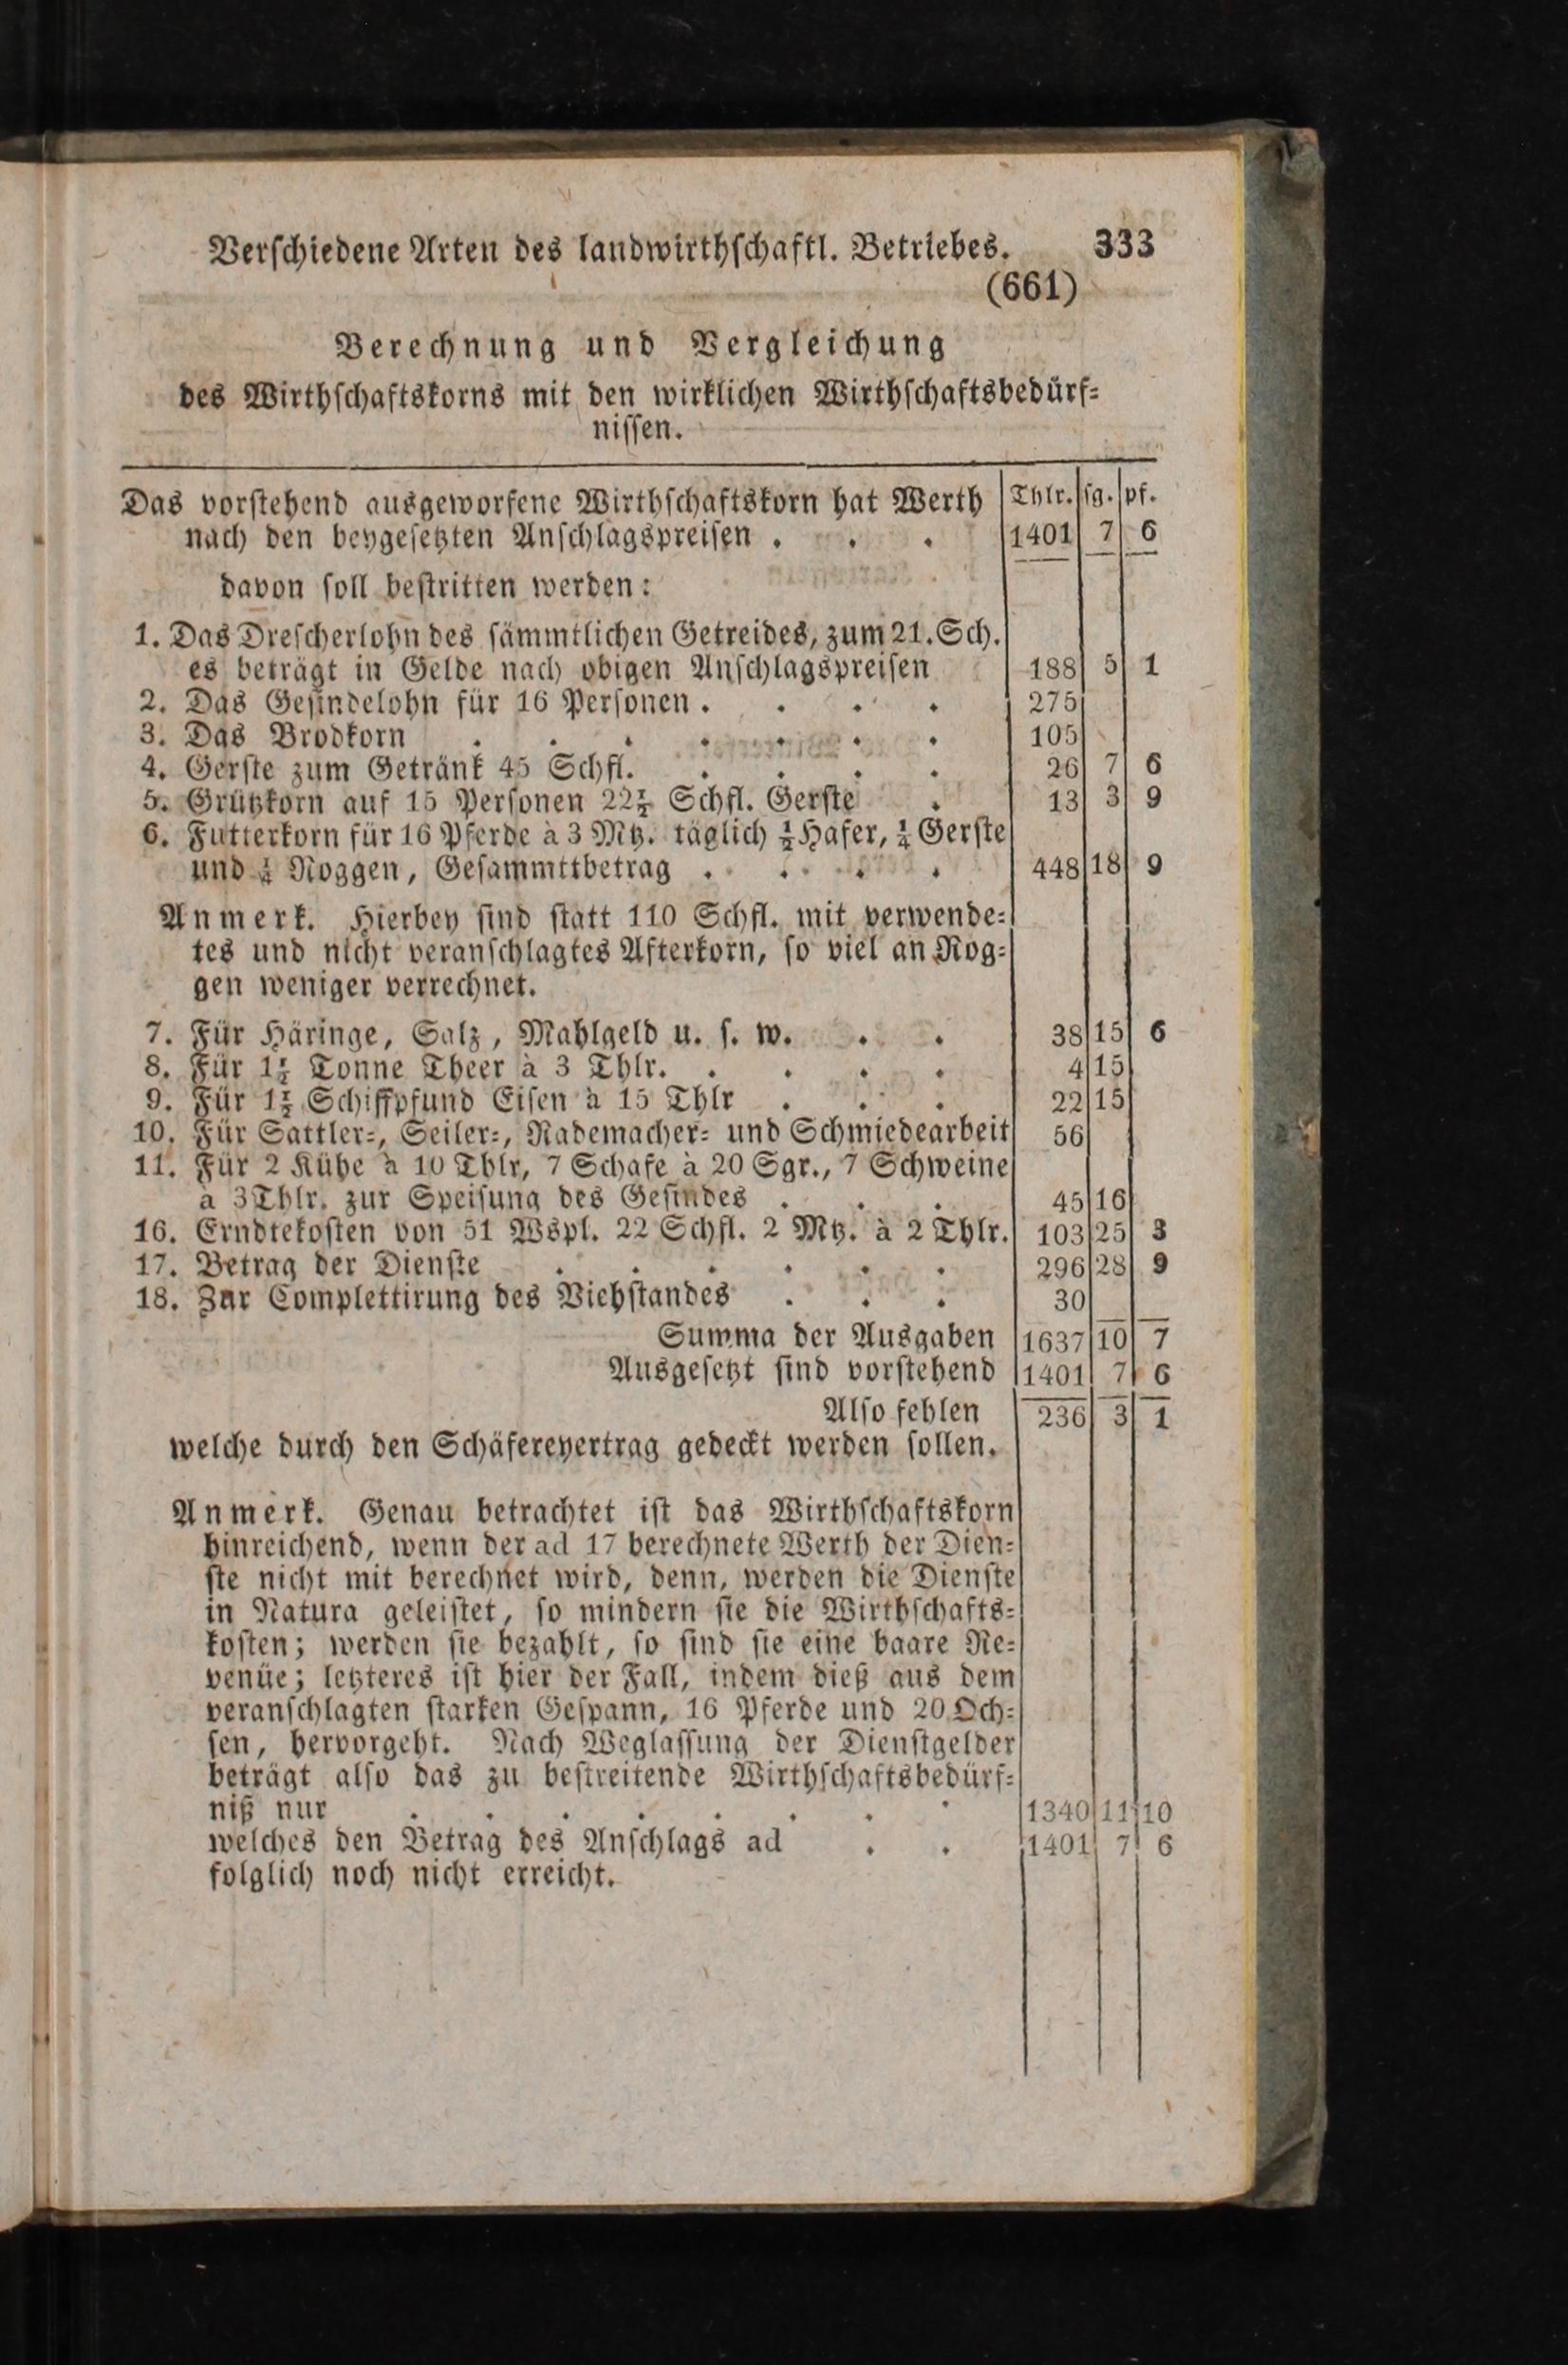 Verſchiedene Arten des landwirthſchaftl. Betriebes. 333
(661)
Berechnung und Vergleichung
des Wirthſchaftskorns mit den wirklichen Wirthſchaftsbedürf⸗
niſſen.
Das vorſtehend ausgeworfene Wirthſchaftskorn hat Werth Thlr. ſg. pf.
nach den beygeſetzten Anſchlagspreiſen . . . 1401 7 6
davon ſoll beſtritten werden:
1. Das Dreſcherlohn des ſämmtlichen Getreides, zum 21. Sch.
es beträgt in Gelde nach obigen Anſchlagspreiſen 188 5 1
2. Das Geſindelohn für 16 Perſonen . . . . 275
3. Das Brodkorn . . . . . . . 105
4. Gerſte zum Getränk 45 Schfl. . . . . 26 7 6
5. Grützkorn auf 15 Perſonen 22½ Schfl. Gerſte . 13 3 9
6. Futterkorn für 16 Pferde à 3 Mtz. täglich ½ Hafer, ¼ Gerſte
und ¼ Roggen, Geſammttbetrag . . . . 448 18 9
Anmerk. Hierbey ſind ſtatt 110 Schfl. mit verwende⸗
tes und nicht veranſchlagtes Afterkorn, ſo viel an Rog⸗
gen weniger verrechnet.
7. Für Häringe, Salz, Mahlgeld u. ſ. w. . . 38 15 6
8. Für 1½ Tonne Theer à 3 Thlr. . . . . 4 15
9. Für 1½ Schiffpfund Eiſen à 15 Thlr . . . 22 15
10. Für Sattler⸗, Seiler⸗, Rademacher⸗ und Schmiedearbeit 56
11. Für 2 Kühe à 10 Thlr, 7 Schafe à 20 Sgr., 7 Schweine
à 3 Thlr. zur Speiſung des Geſindes . . . 45 16
16. Erndtekoſten von 51 Wspl. 22 Schfl. 2 Mtz. à 2 Thlr. 103 25 3
17. Betrag der Dienſte . . . . . . 296 28 9
18. Zur Complettirung des Viehſtandes . . . 30
Summa der Ausgaben 1637 10 7
Ausgeſetzt ſind vorſtehend 1401 7 6
Alſo fehlen 236 3 1
welche durch den Schäfereyertrag gedeckt werden ſollen.
Anmerk. Genau betrachtet iſt das Wirthſchaftskorn
hinreichend, wenn der ad 17 berechnete Werth der Dien⸗
ſte nicht mit berechnet wird, denn, werden die Dienſte
in Natura geleiſtet, ſo mindern ſie die Wirthſchafts⸗
koſten; werden ſie bezahlt, ſo ſind ſie eine baare Re⸗
venüe; letzteres iſt hier der Fall, indem dieß aus dem
veranſchlagten ſtarken Geſpann, 16 Pferde und 20 Och⸗
ſen, hervorgeht. Nach Weglaſſung der Dienſtgelder
beträgt alſo das zu beſtreitende Wirthſchaftsbedürf⸗
niß nur . . . . . . . . 1340 11 10
welches den Betrag des Anſchlags ad . . 1401 7 6
folglich noch nicht erreicht.